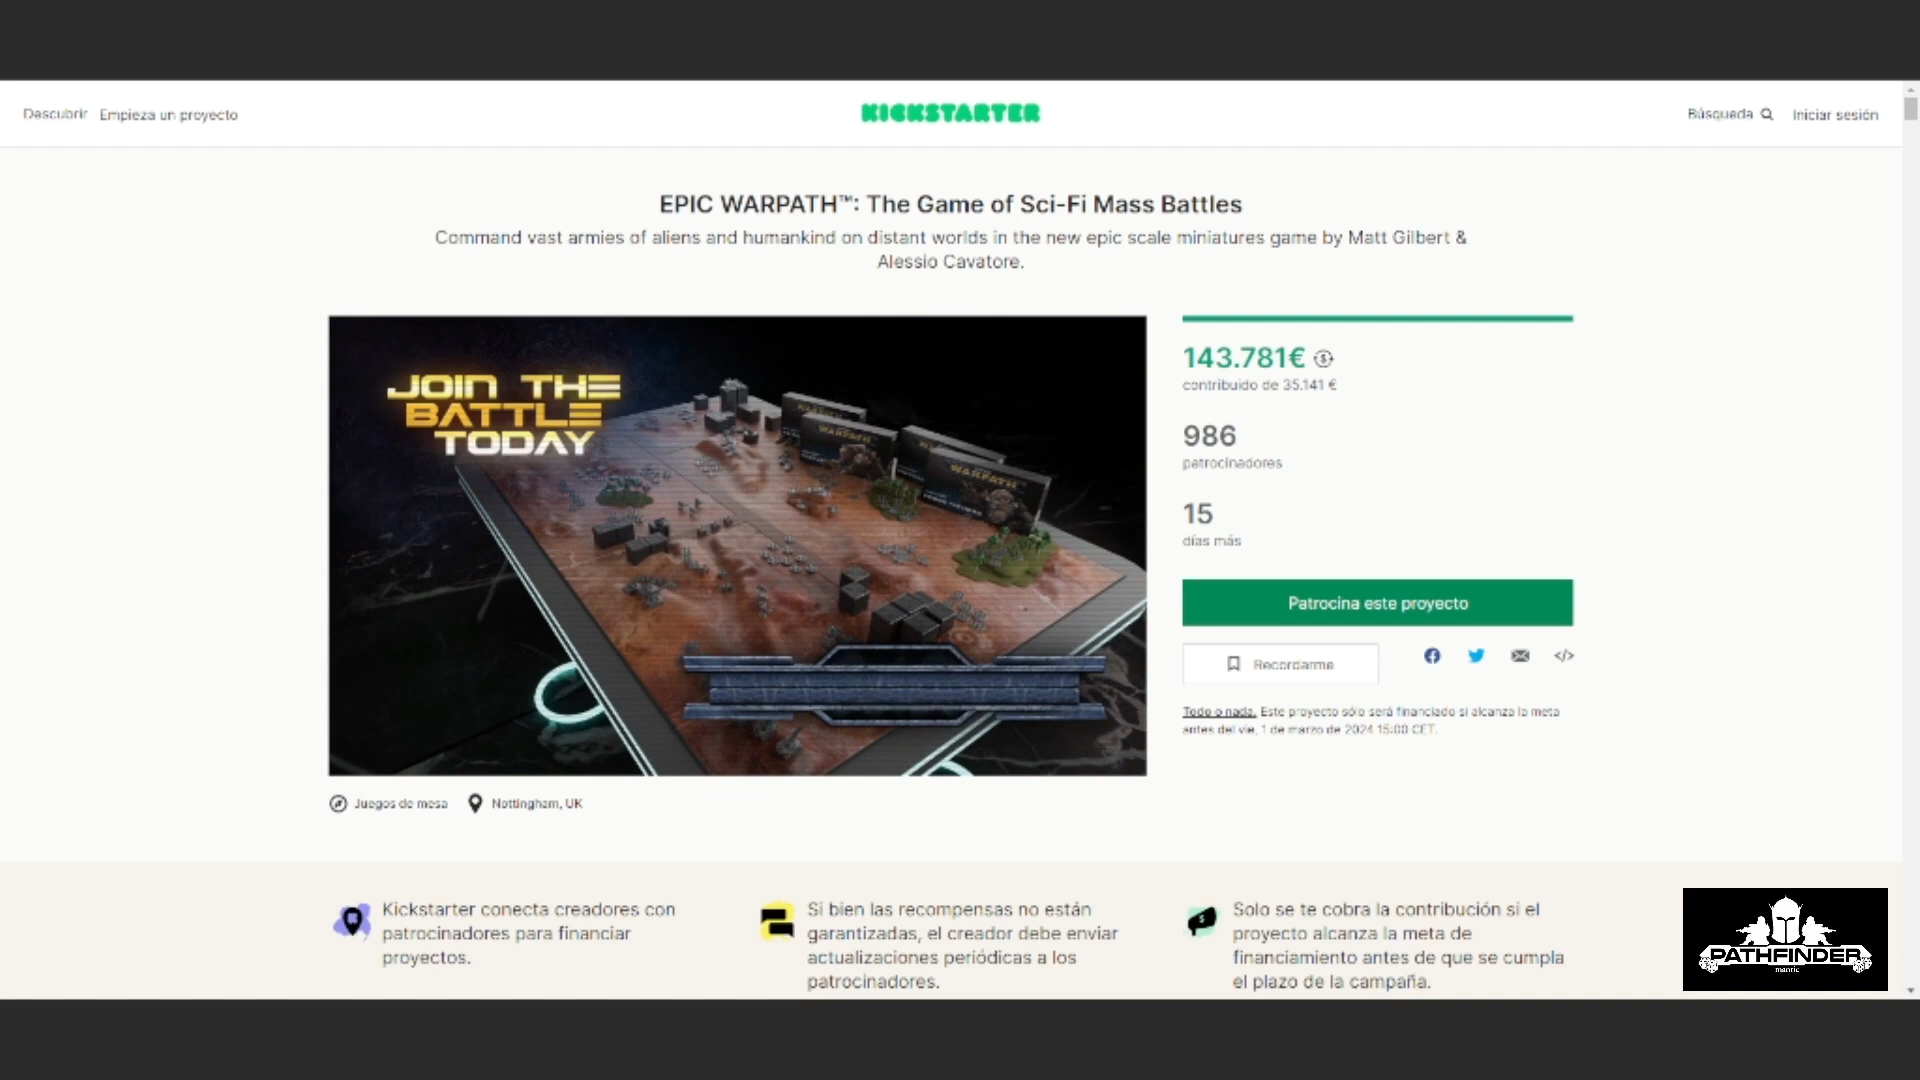 Descubrir Empieza un proyecto
KICKSTARTER
Búsqueda Iniciar sesión
EPIC WARPATH™: The Game of Sci-Fi Mass Battles
Command vast armies of aliens and humankind on distant worlds in the new epic scale miniatures game by Matt Gilbert &
Alessio Cavatore.
JOIN THE
BATTLE
TODAY
WARPATH
WARPATH
143.781€
contribuido de 35.141 €
986
patrocinadores
15
días más
Patrocina este proyecto
Recordarme
Todo o nada. Este proyecto sólo será financiado si alcanza la meta
antes del vie, 1 de marzo de 2024 15:00 CET.
Juegos de mesa Nottingham, UK
Kickstarter conecta creadores con
patrocinadores para financiar
proyectos.
Si bien las recompensas no están
garantizadas, el creador debe enviar
actualizaciones periódicas a los
patrocinadores.
Solo se te cobra la contribución si el
proyecto alcanza la meta de
financiamiento antes de que se cumpla
el plazo de la campaña.
PATHFINDER
mantic